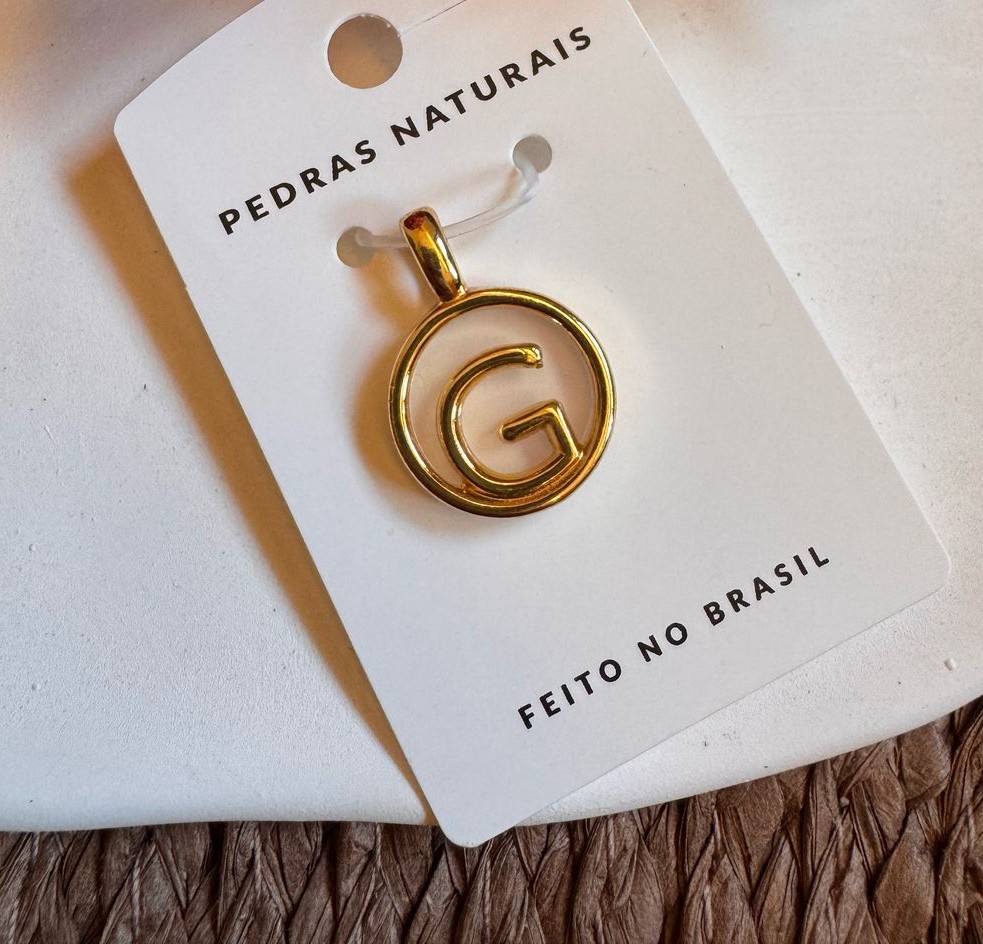 PEDRAS NATURAIS
G
FEITO NO BRASIL